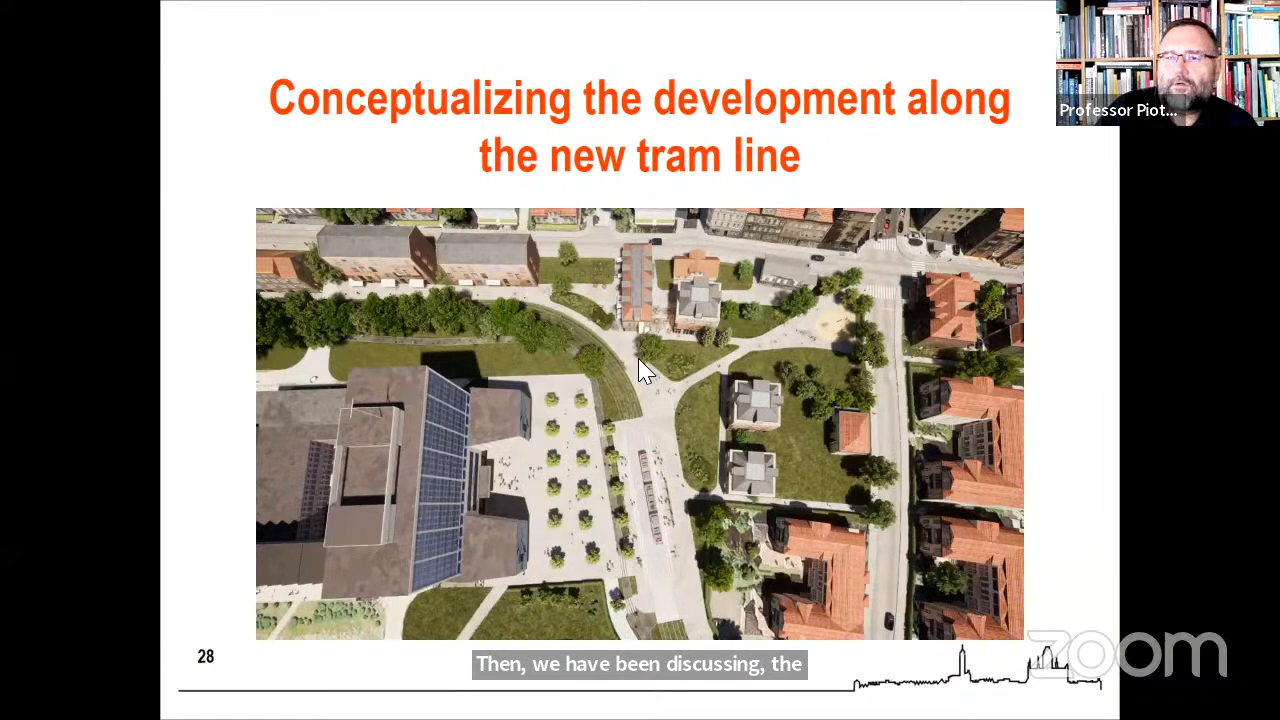 Conceptualizing the development along
the new tram line
Professor Piot...
28
Then, we have been discussing, the
zoom